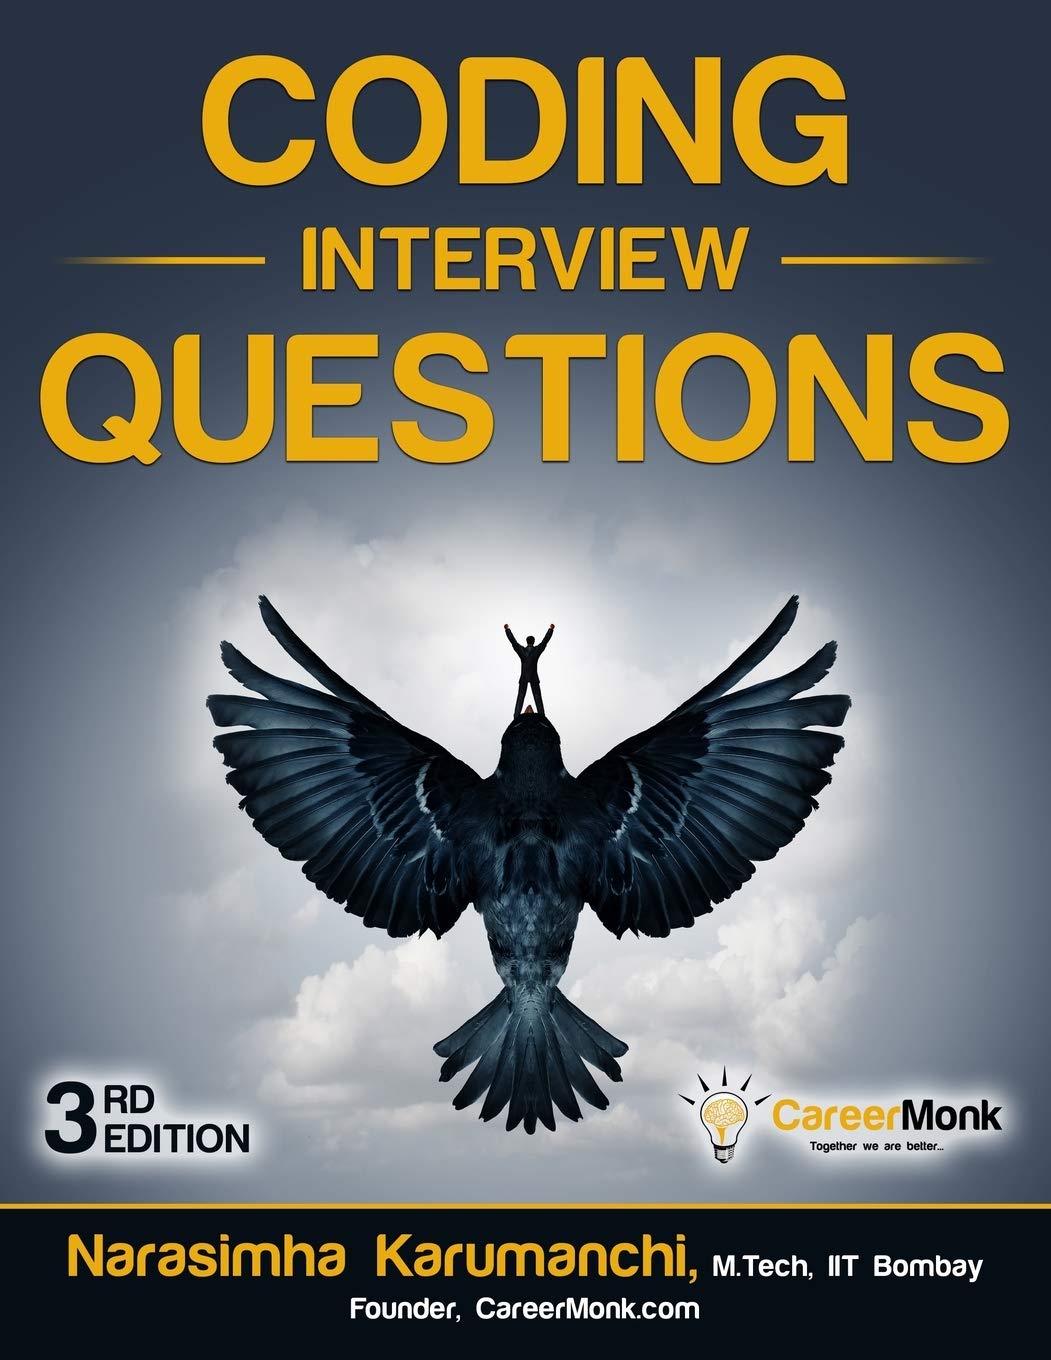 CODING
INTERVIEW
QUESTIONS
3RD
EDITION
CareerMonk
Together we are better...
Narasimha Karumanchi, M.Tech, IIT Bombay
Founder, CareerMonk.com